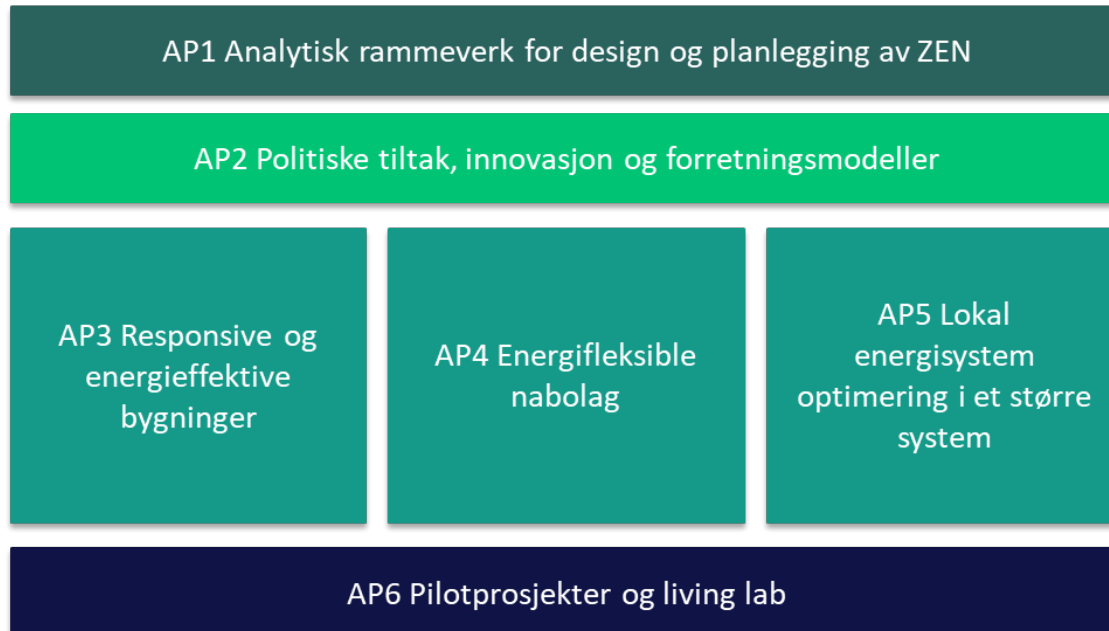 AP1 Analytisk rammeverk for design og planlegging av ZEN
AP2 Politiske tiltak, innovasjon og forretningsmodeller
AP3 Responsive og
energieffektive
bygninger
AP4 Energifleksible
nabolag
AP5 Lokal
energisystem
optimering i et større
system
AP6 Pilotprosjekter og living lab